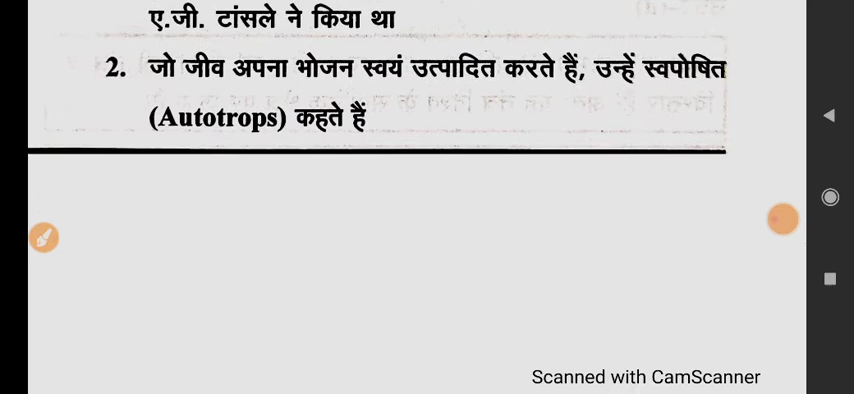 ए.जी. टांसले ने किया था
2. जो जीव अपना भोजन स्वयं उत्पादित करते हैं, उन्हें स्वपोषित
(Autotrops) कहते हैं
Scanned with CamScanner